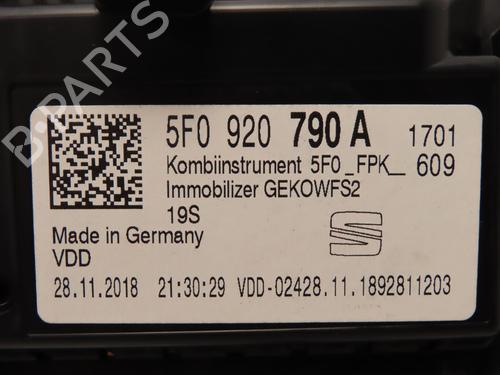 5F0 920 790 A 1701
Kombiinstrument 5F0_FPK_ 609
Immobilizer GEKOWFS2
19S
Made in Germany
VDD
28.11.2018 21:30:29 VDD-02428.11.1892811203
B-PARTS